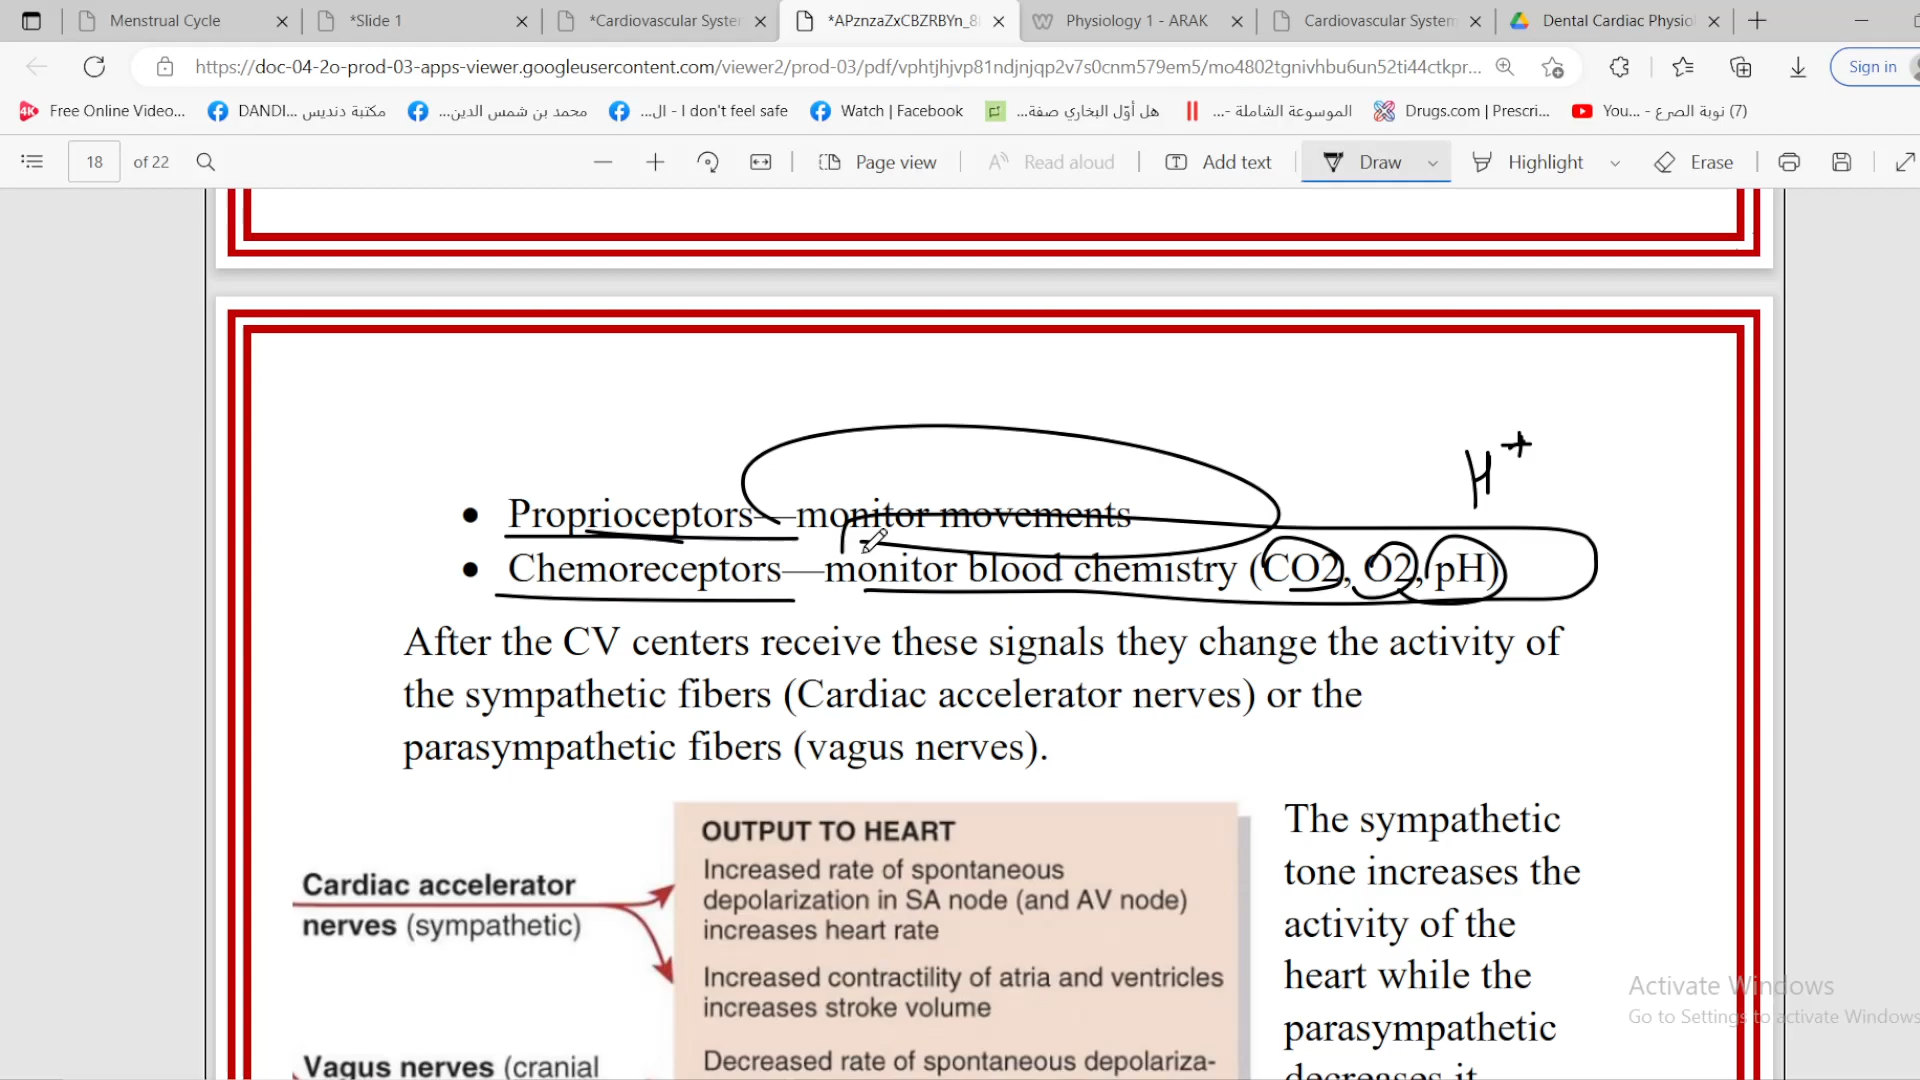 Menstrual Cycle
*Slide 1
*Cardiovascular Syster
*APznzaZxCBZRBYn_8
Physiology 1 - ARAK
Cardiovascular System
Dental Cardiac Physio
https://doc-04-2o-prod-03-apps-viewer.googleusercontent.com/viewer2/prod-03/pdf/vphtjhjvp81ndjnjqp2v7s0cnm579em5/mo4802tgnivhbu6un52ti44ctkpr...
Sign in
Free Online Video...
DANDI... مكتبة دنديس
محمد بن شمس الدين...
ال... - I don't feel safe
Watch | Facebook
هل أوّل البخاري صفة...
الموسوعة الشاملة -...
Drugs.com | Prescri...
(7) نوبة الصرع - You...
18 of 22
Page view
Read aloud
Add text
Draw
Highlight
Erase
H+
• Proprioceptors—monitor movements
• Chemoreceptors—monitor blood chemistry (CO2, O2, pH)
After the CV centers receive these signals they change the activity of
the sympathetic fibers (Cardiac accelerator nerves) or the
parasympathetic fibers (vagus nerves).
Cardiac accelerator
nerves (sympathetic)
Vagus nerves (cranial
OUTPUT TO HEART
Increased rate of spontaneous
depolarization in SA node (and AV node)
increases heart rate
Increased contractility of atria and ventricles
increases stroke volume
Decreased rate of spontaneous depolariza-
The sympathetic
tone increases the
activity of the
heart while the
parasympathetic
decreases it
Activate Windows
Go to Settings to activate Windows